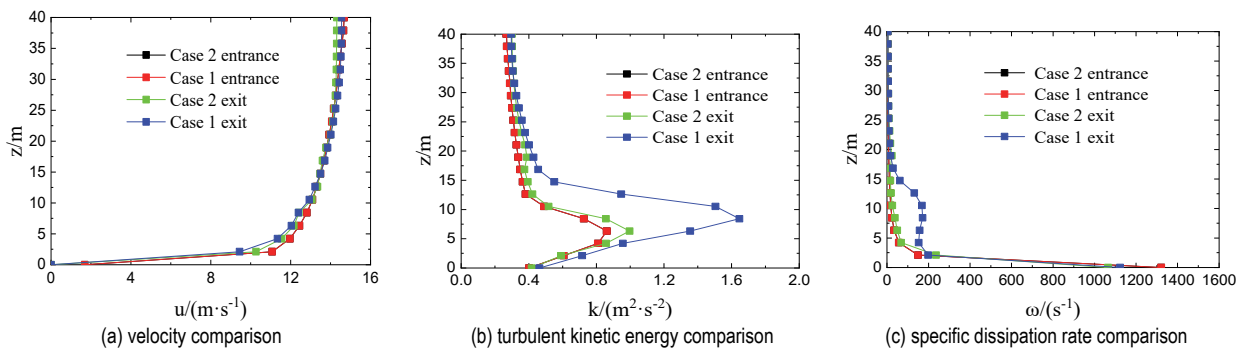 40
35
30
25
20
15
10
5
0
z/m
Case 2 entrance
Case 1 entrance
Case 2 exit
Case 1 exit
0 4 8 12 16
u/(m·s⁻¹)
(a) velocity comparison
40
35
30
25
20
15
10
5
0
z/m
Case 2 entrance
Case 1 entrance
Case 2 exit
Case 1 exit
0.0 0.4 0.8 1.2 1.6 2.0
k/(m²·s⁻²)
(b) turbulent kinetic energy comparison
40
35
30
25
20
15
10
5
0
z/m
Case 2 entrance
Case 1 entrance
Case 2 exit
Case 1 exit
0 200 400 600 800 1000 1200 1400 1600
ω/(s⁻¹)
(c) specific dissipation rate comparison